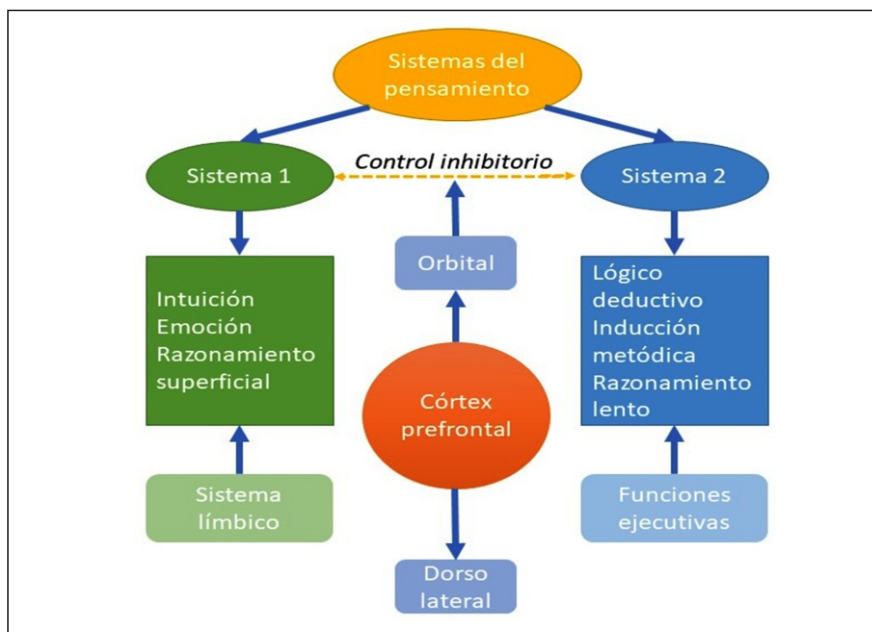 Sistemas del
pensamiento
Control inhibitorio
Sistema 1
Sistema 2
Orbital
Intuición
Emoción
Razonamiento
superficial
Lógico
deductivo
Inducción
metódica
Razonamiento
lento
Córtex
prefrontal
Sistema
límbico
Funciones
ejecutivas
Dorso
lateral